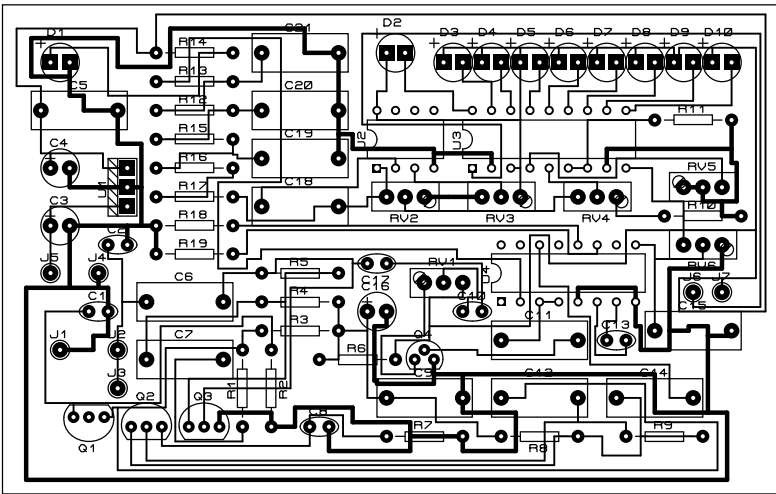 D1 C21 D2 D3 D4 D5 D6 D7 D8 D9 D10
R14
R13
C5 C20
R12 R11
R15 U2 U3
C4 C19
R16 RV5
U1 R17 C18
C3 RV2 RV3 RV4 R10
R18
C2
R19 RV6
J5 J4 R5 C17 RV1 U4
C6 C16 J6 J7
R4 C10 C15
C1
R3 C11 C13
J1 J2 C7 Q4
R6
J3 R1 R2 C9 C12 C14
Q2 Q3 C8
R7 R8 R9
Q1